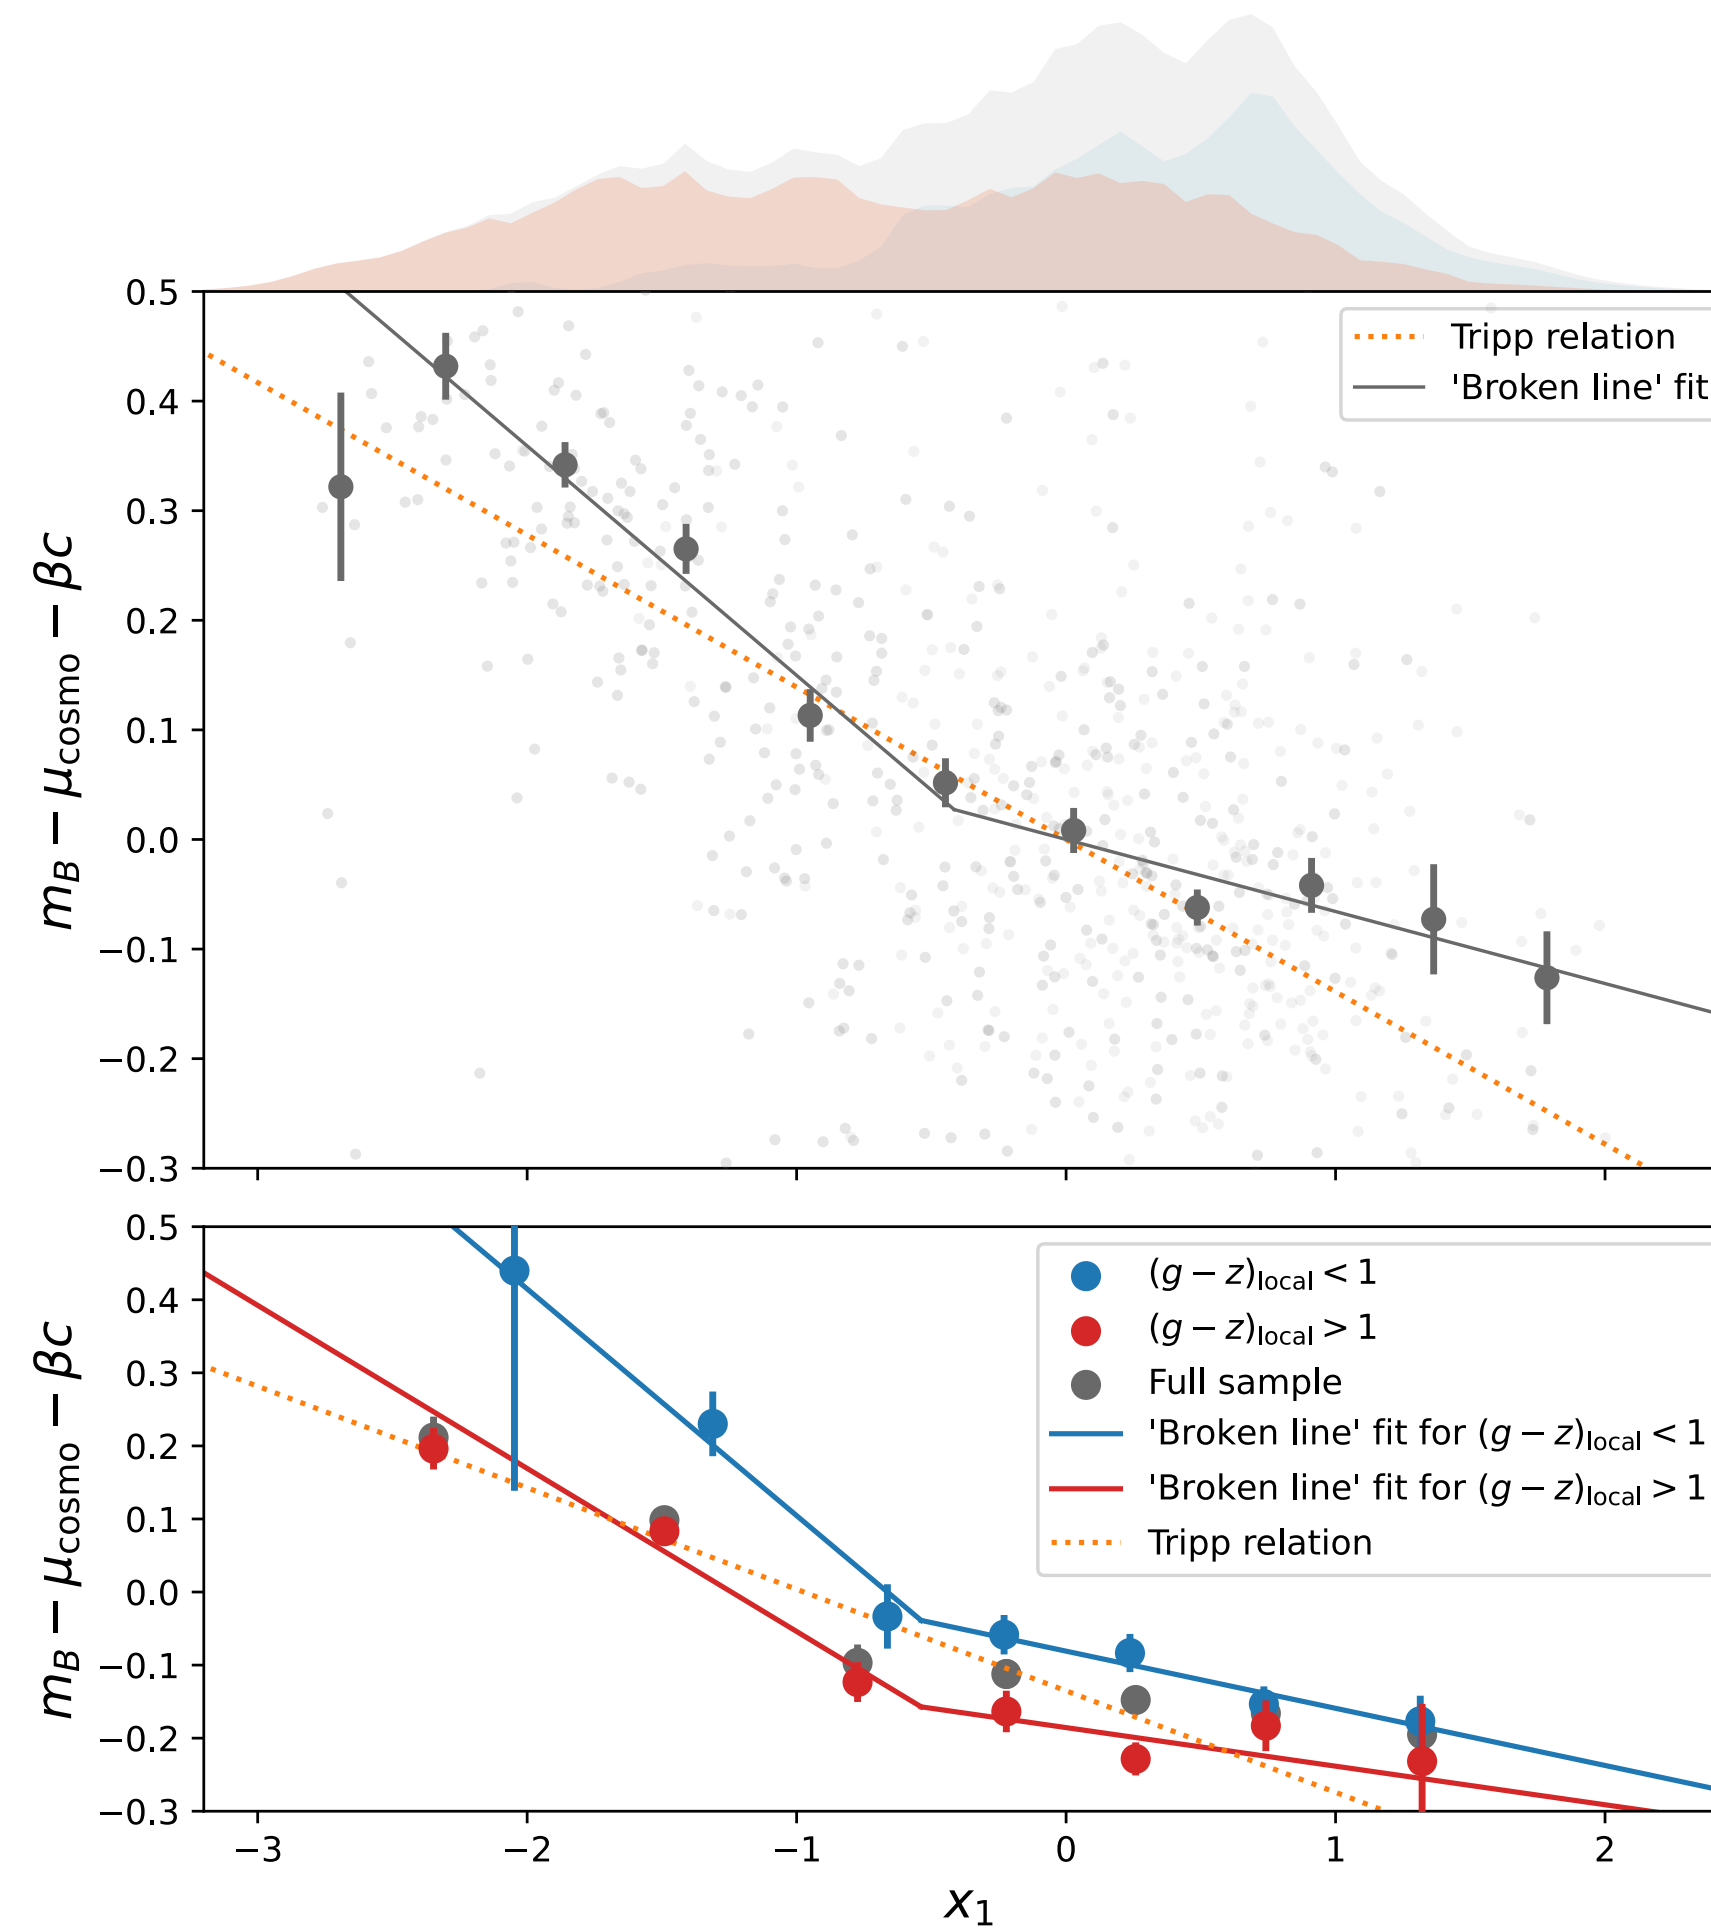 0.5
0.4
0.3
0.2
0.1
0.0
−0.1
−0.2
−0.3
m_B − μ_cosmo − βc
Tripp relation
'Broken line' fit
0.5
0.4
0.3
0.2
0.1
0.0
−0.1
−0.2
−0.3
m_B − μ_cosmo − βc
(g − z)_local < 1
(g − z)_local > 1
Full sample
'Broken line' fit for (g − z)_local < 1
'Broken line' fit for (g − z)_local > 1
Tripp relation
−3 −2 −1 0 1 2
x_1